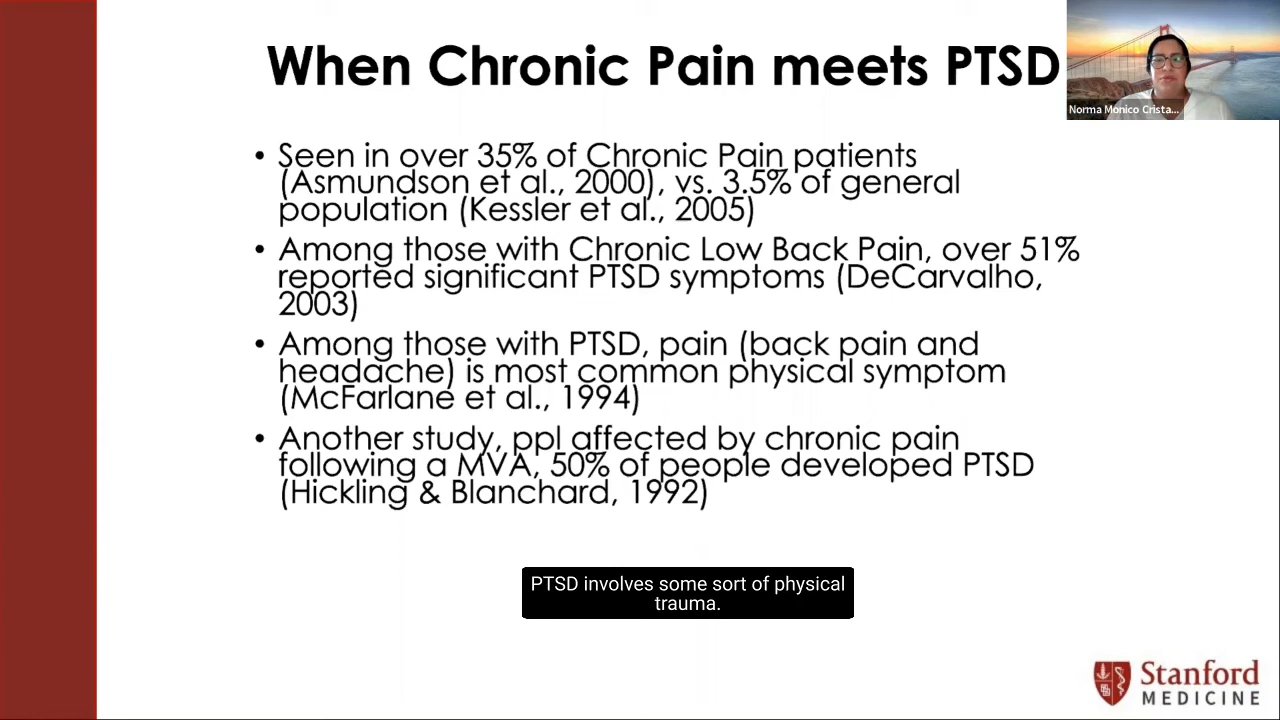 When Chronic Pain meets PTSD
Norma Monico Crista...
• Seen in over 35% of Chronic Pain patients
(Asmundson et al., 2000), vs. 3.5% of general
population (Kessler et al., 2005)
• Among those with Chronic Low Back Pain, over 51%
reported significant PTSD symptoms (DeCarvalho,
2003)
• Among those with PTSD, pain (back pain and
headache) is most common physical symptom
(McFarlane et al., 1994)
• Another study, ppl affected by chronic pain
following a MVA, 50% of people developed PTSD
(Hickling & Blanchard, 1992)
PTSD involves some sort of physical
trauma.
Stanford
MEDICINE